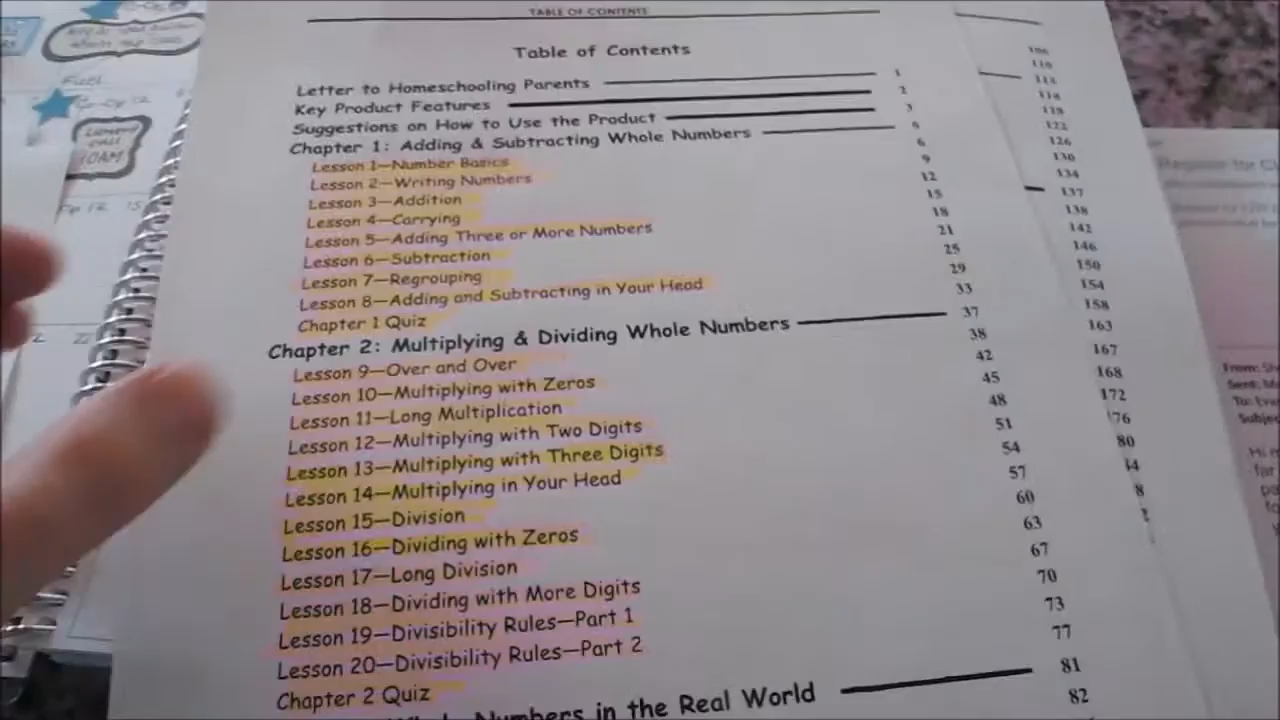 TABLE OF CONTENTS
Table of Contents
Letter to Homeschooling Parents 1
Key Product Features 2
Suggestions on How to Use the Product 3
Chapter 1: Adding & Subtracting Whole Numbers 5
Lesson 1—Number Basics 6
Lesson 2—Writing Numbers 9
Lesson 3—Addition 12
Lesson 4—Carrying 15
Lesson 5—Adding Three or More Numbers 18
Lesson 6—Subtraction 21
Lesson 7—Regrouping 25
Lesson 8—Adding and Subtracting in Your Head 29
Chapter 1 Quiz 33
Chapter 2: Multiplying & Dividing Whole Numbers 37
Lesson 9—Over and Over 38
Lesson 10—Multiplying with Zeros 42
Lesson 11—Long Multiplication 45
Lesson 12—Multiplying with Two Digits 48
Lesson 13—Multiplying with Three Digits 51
Lesson 14—Multiplying in Your Head 54
Lesson 15—Division 57
Lesson 16—Dividing with Zeros 60
Lesson 17—Long Division 63
Lesson 18—Dividing with More Digits 67
Lesson 19—Divisibility Rules—Part 1 70
Lesson 20—Divisibility Rules—Part 2 73
Chapter 2 Quiz 77
Whole Numbers in the Real World 81
82
122
126
130
134
137
138
142
146
150
154
158
163
167
168
172
76
80
10AM
From:
Sent:
To: